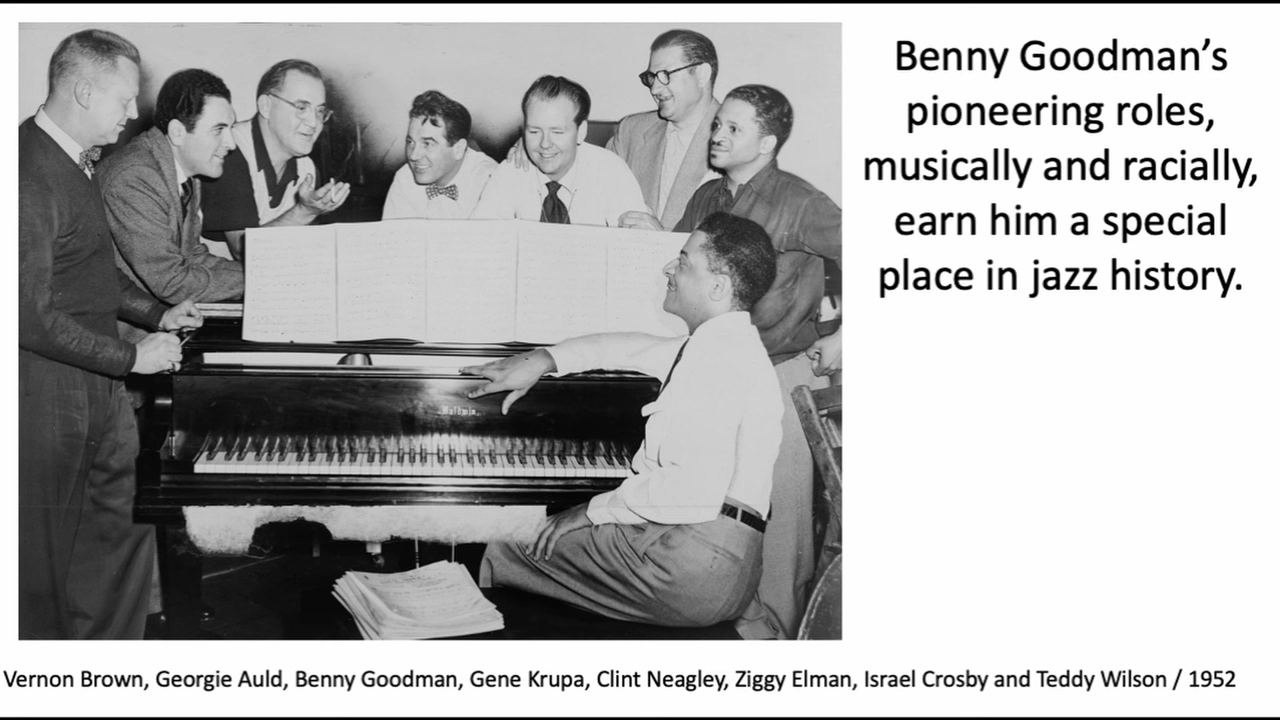 Benny Goodman’s
pioneering roles,
musically and racially,
earn him a special
place in jazz history.
Baldwin
Vernon Brown, Georgie Auld, Benny Goodman, Gene Krupa, Clint Neagley, Ziggy Elman, Israel Crosby and Teddy Wilson / 1952